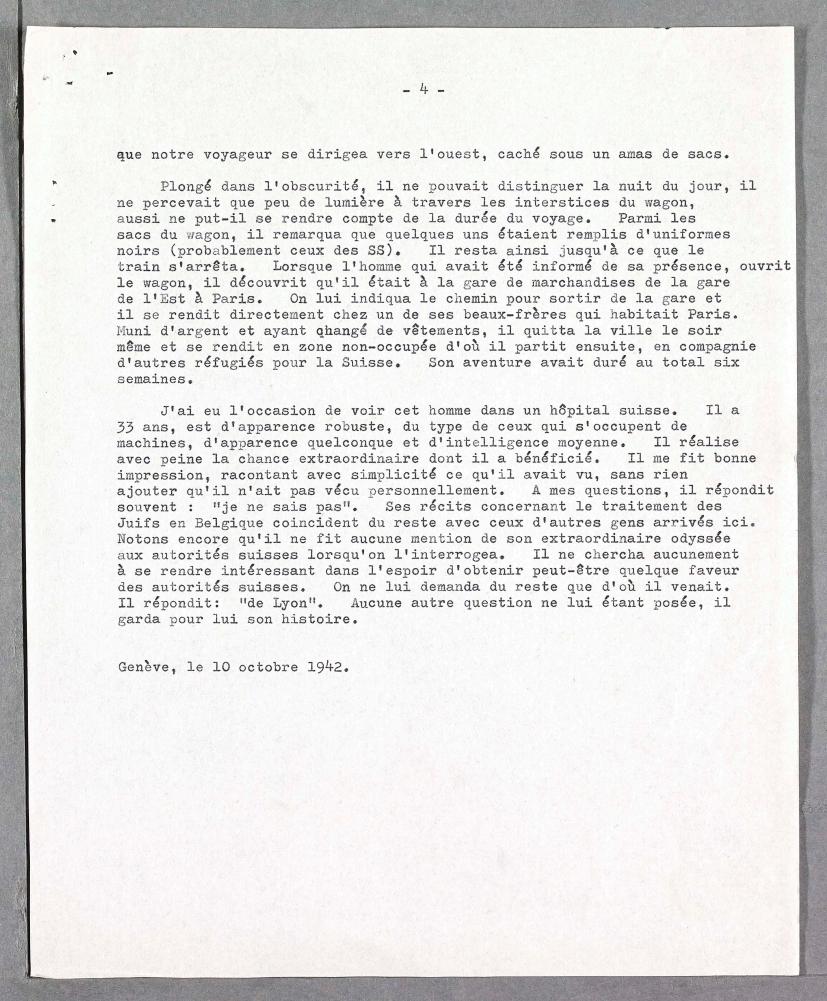 - 4 -
que notre voyageur se dirigea vers l'ouest, caché sous un amas de sacs.
Plongé dans l'obscurité, il ne pouvait distinguer la nuit du jour, il
ne percevait que peu de lumière à travers les interstices du wagon,
aussi ne put-il se rendre compte de la durée du voyage. Parmi les
sacs du wagon, il remarqua que quelques uns étaient remplis d'uniformes
noirs (probablement ceux des SS). Il resta ainsi jusqu'à ce que le
train s'arrêta. Lorsque l'homme qui avait été informé de sa présence, ouvrit
le wagon, il découvrit qu'il était à la gare de marchandises de la gare
de l'Est à Paris. On lui indiqua le chemin pour sortir de la gare et
il se rendit directement chez un de ses beaux-frères qui habitait Paris.
Muni d'argent et ayant qhangé de vêtements, il quitta la ville le soir
même et se rendit en zone non-occupée d'où il partit ensuite, en compagnie
d'autres réfugiés pour la Suisse. Son aventure avait duré au total six
semaines.
J'ai eu l'occasion de voir cet homme dans un hôpital suisse. Il a
33 ans, est d'apparence robuste, du type de ceux qui s'occupent de
machines, d'apparence quelconque et d'intelligence moyenne. Il réalise
avec peine la chance extraordinaire dont il a bénéficié. Il me fit bonne
impression, racontant avec simplicité ce qu'il avait vu, sans rien
ajouter qu'il n'ait pas vécu personnellement. A mes questions, il répondit
souvent : "je ne sais pas". Ses récits concernant le traitement des
Juifs en Belgique coincident du reste avec ceux d'autres gens arrivés ici.
Notons encore qu'il ne fit aucune mention de son extraordinaire odyssée
aux autorités suisses lorsqu'on l'interrogea. Il ne chercha aucunement
à se rendre intéressant dans l'espoir d'obtenir peut-être quelque faveur
des autorités suisses. On ne lui demanda du reste que d'où il venait.
Il répondit: "de Lyon". Aucune autre question ne lui étant posée, il
garda pour lui son histoire.
Genève, le 10 octobre 1942.